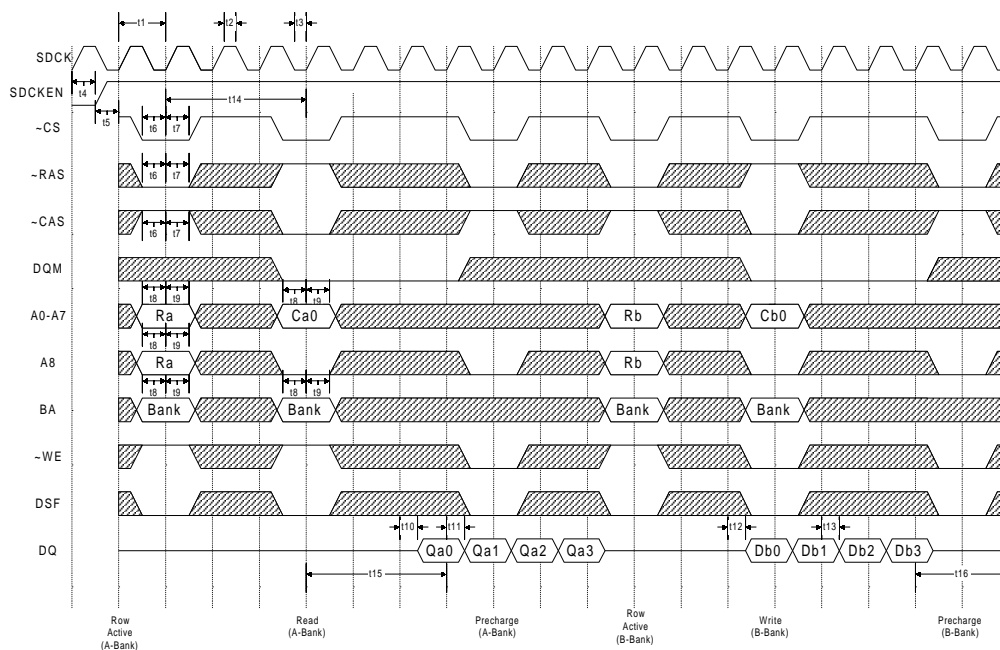 t1 t2 t3
SDCK
t4
SDCKEN
t14
t5
~CS t6 t7
~RAS t6 t7
~CAS t6 t7
DQM
t8 t9 t8 t9
A0-A7 Ra Ca0 Rb Cb0
t8 t9
A8 Ra Rb
t8 t9 t8 t9
BA Bank Bank Bank Bank
~WE
DSF
t10 t11 t12 t13
DQ Qa0 Qa1 Qa2 Qa3 Db0 Db1 Db2 Db3
t15 t16
Row Active (A-Bank)
Read (A-Bank)
Precharge (A-Bank)
Row Active (B-Bank)
Write (B-Bank)
Precharge (B-Bank)